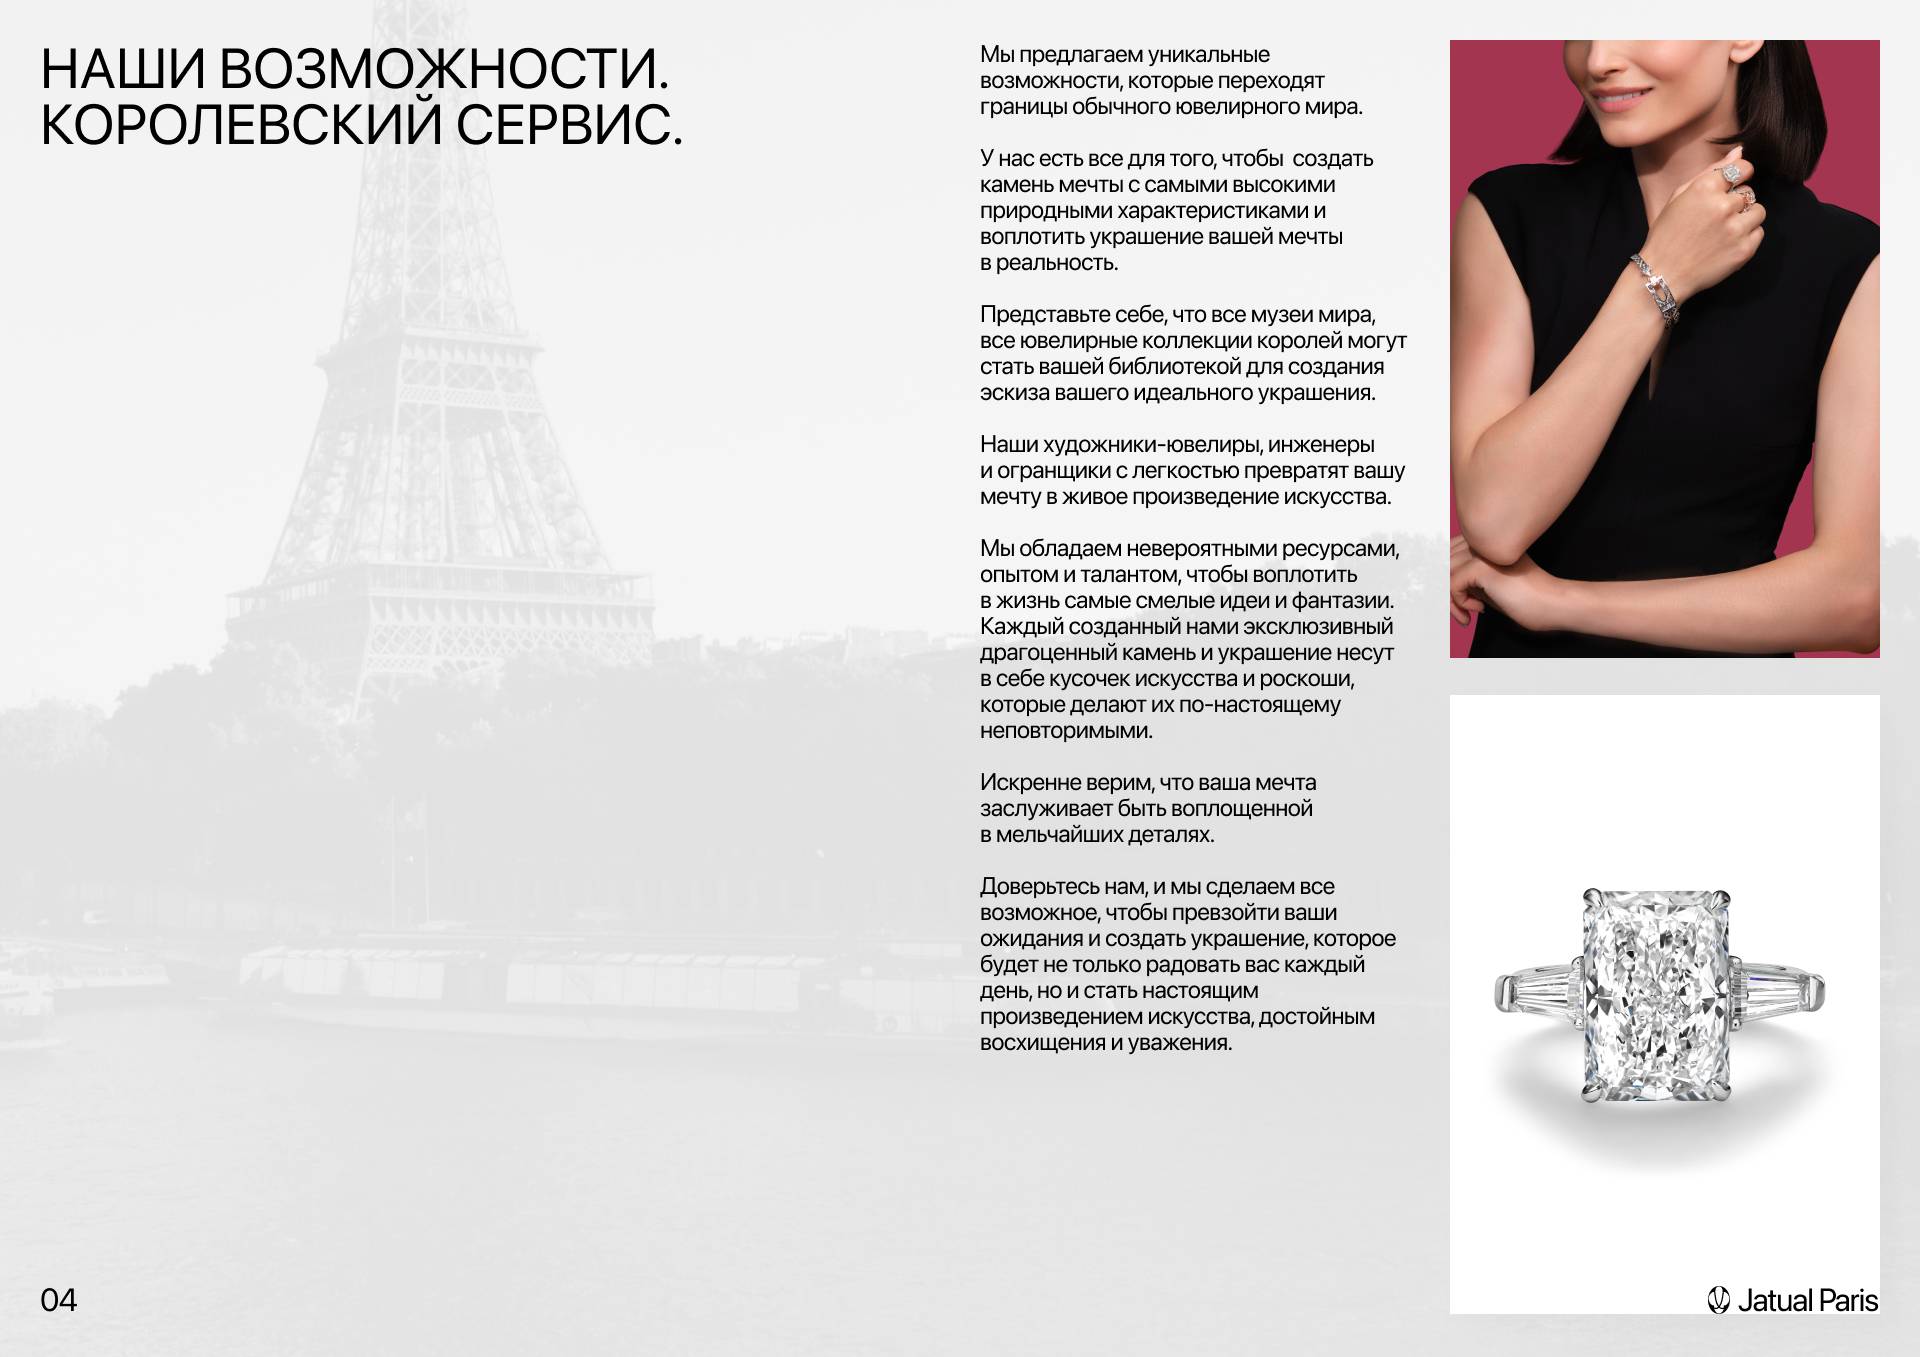 НАШИ ВОЗМОЖНОСТИ.
КОРОЛЕВСКИЙ СЕРВИС.
Мы предлагаем уникальные
возможности, которые переходят
границы обычного ювелирного мира.
У нас есть все для того, чтобы  создать
камень мечты с самыми высокими
природными характеристиками и
воплотить украшение вашей мечты
в реальность.
Представьте себе, что все музеи мира,
все ювелирные коллекции королей могут
стать вашей библиотекой для создания
эскиза вашего идеального украшения.
Наши художники-ювелиры, инженеры
и огранщики с легкостью превратят вашу
мечту в живое произведение искусства.
Мы обладаем невероятными ресурсами,
опытом и талантом, чтобы воплотить
в жизнь самые смелые идеи и фантазии.
Каждый созданный нами эксклюзивный
драгоценный камень и украшение несут
в себе кусочек искусства и роскоши,
которые делают их по-настоящему
неповторимыми.
Искренне верим, что ваша мечта
заслуживает быть воплощенной
в мельчайших деталях.
Доверьтесь нам, и мы сделаем все
возможное, чтобы превзойти ваши
ожидания и создать украшение, которое
будет не только радовать вас каждый
день, но и стать настоящим
произведением искусства, достойным
восхищения и уважения.
04
Jatual Paris